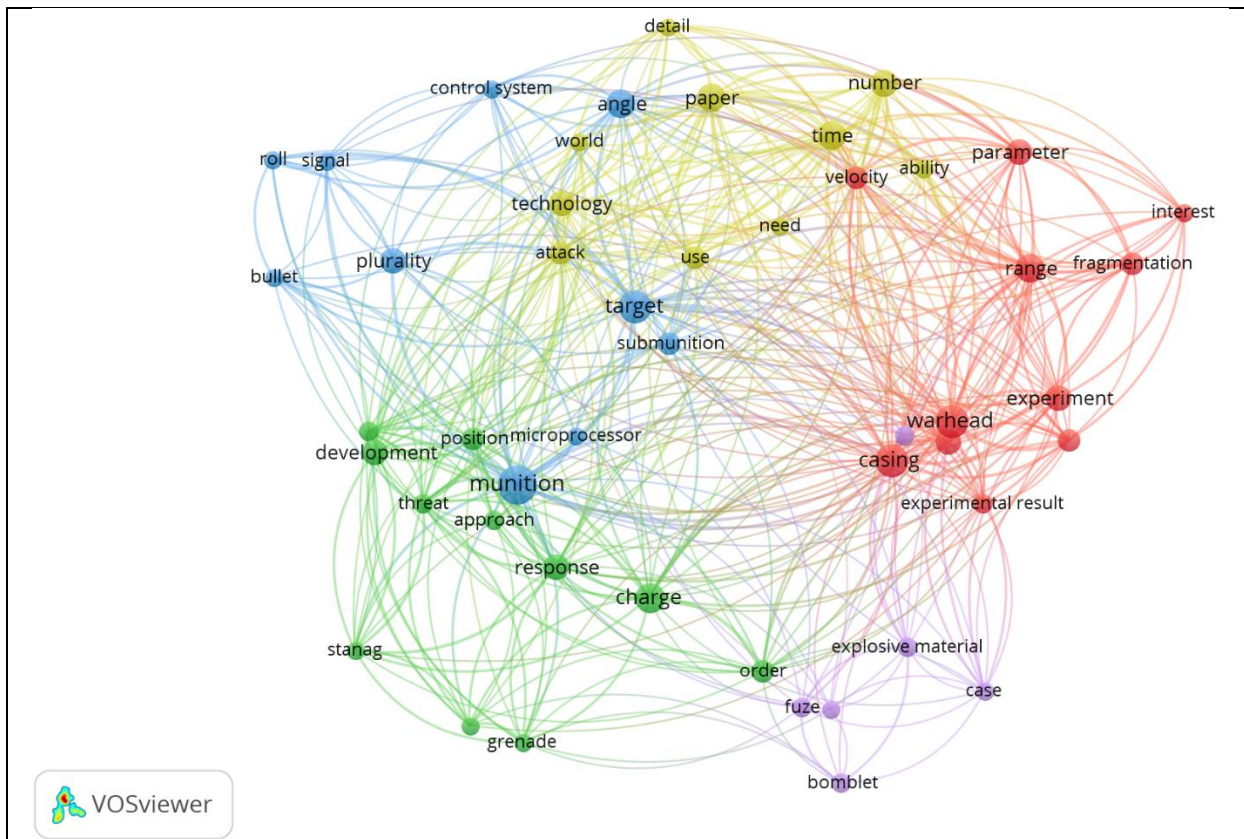 detail
control system
angle
paper
number
world
time
roll
signal
velocity
ability
parameter
technology
interest
need
attack
use
bullet
plurality
range
fragmentation
target
submunition
experiment
warhead
development
position
microprocessor
casing
munition
threat
approach
experimental result
response
charge
stanag
order
explosive material
case
fuze
grenade
bomblet
VOSviewer